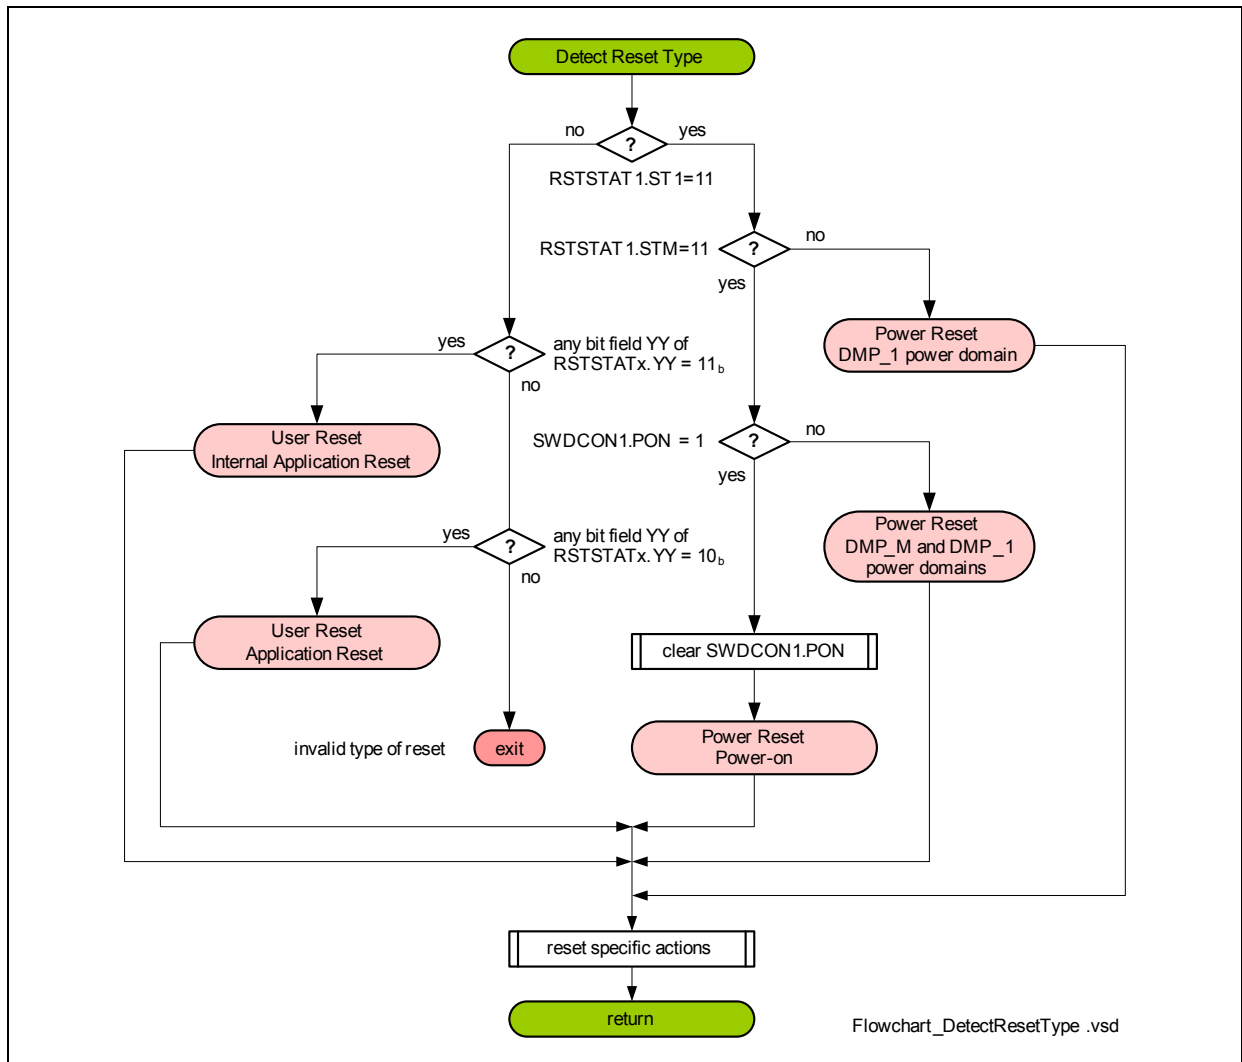 Detect Reset Type
no
yes
?
RSTSTAT1.ST1=11
RSTSTAT1.STM=11
?
no
yes
Power Reset
DMP_1 power domain
yes
?
any bit field YY of
RSTSTATx.YY = 11b
no
User Reset
Internal Application Reset
SWDCON1.PON = 1
?
no
yes
Power Reset
DMP_M and DMP_1
power domains
yes
?
any bit field YY of
RSTSTATx.YY = 10b
no
User Reset
Application Reset
clear SWDCON1.PON
invalid type of reset
exit
Power Reset
Power-on
reset specific actions
return
Flowchart_DetectResetType .vsd